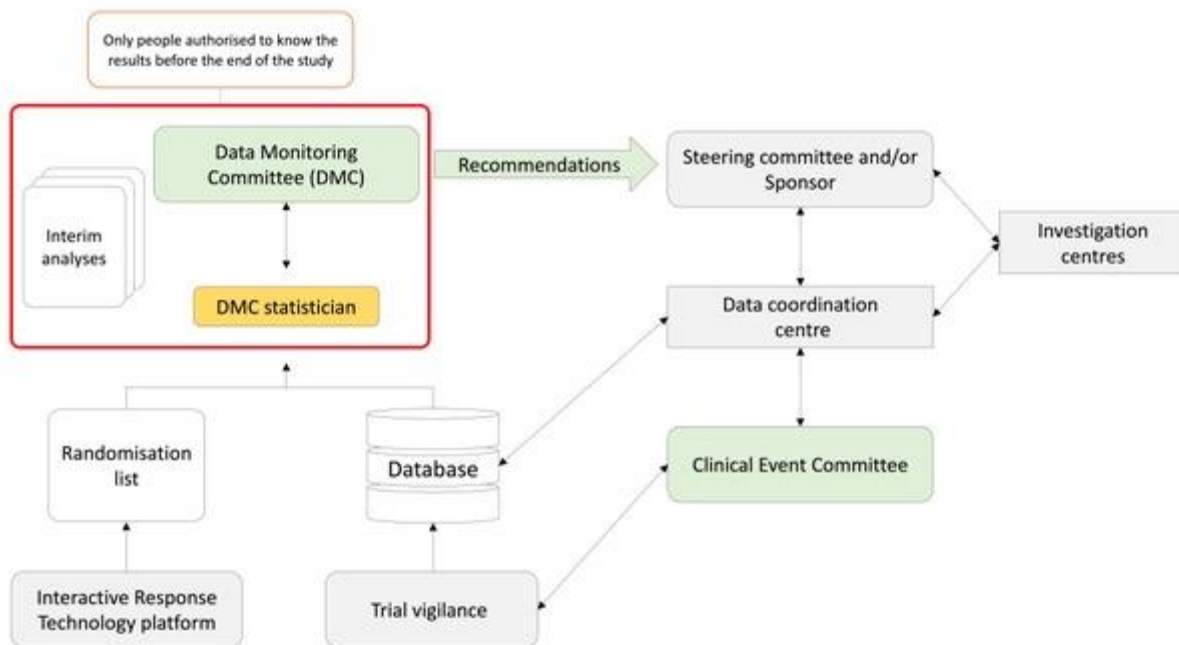 Only people authorised to know the
results before the end of the study
Data Monitoring
Committee (DMC)
Recommendations
Steering committee and/or
Sponsor
Interim
analyses
Investigation
centres
DMC statistician
Data coordination
centre
Randomisation
list
Database
Clinical Event Committee
Interactive Response
Technology platform
Trial vigilance